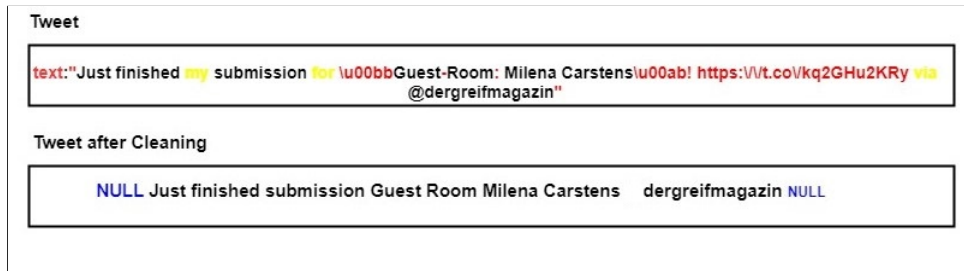 Tweet
text:"Just finished my submission for \u00bbGuest-Room: Milena Carstens\u00ab! https:\/\/t.co\/kq2GHu2KRy via
@dergreifmagazin"
Tweet after Cleaning
NULL Just finished submission Guest Room Milena Carstens dergreifmagazin NULL